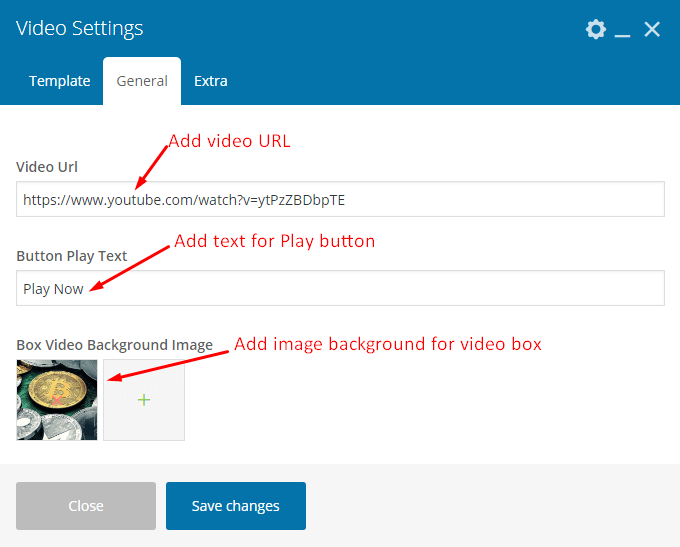 Video Settings
Template General Extra
Add video URL
Video Url
https://www.youtube.com/watch?v=ytPzZBDbpTE
Add text for Play button
Button Play Text
Play Now
Add image background for video box
Box Video Background Image
Close Save changes